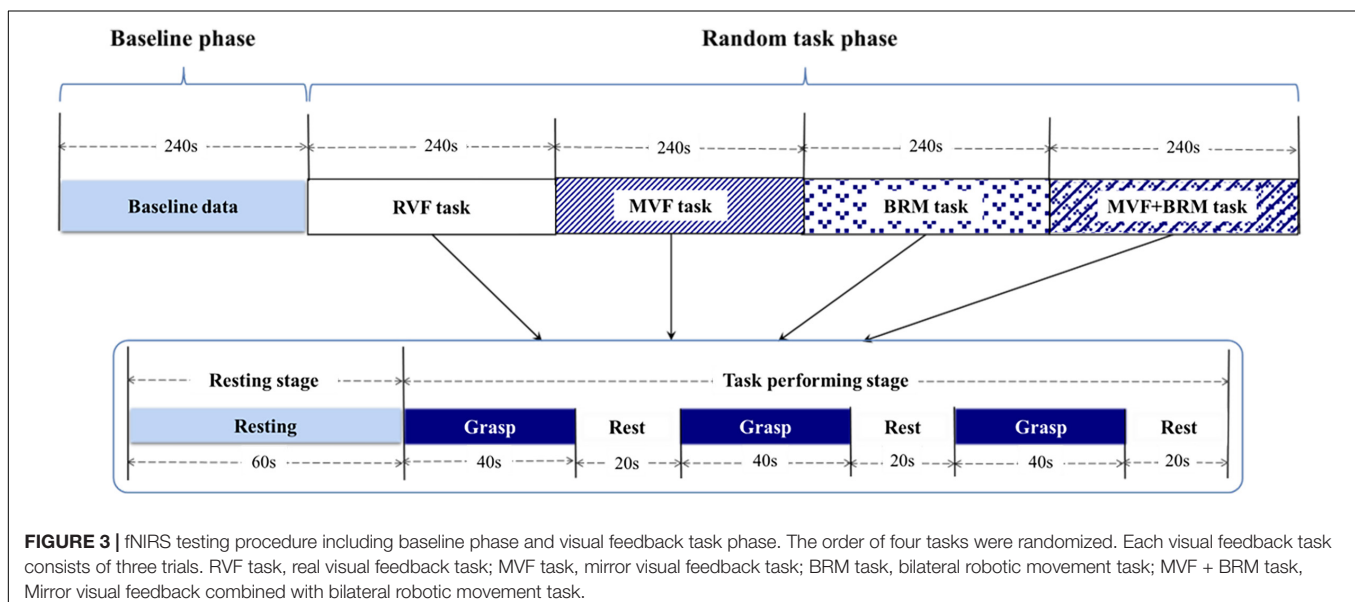 Baseline phase Random task phase
240s 240s 240s 240s 240s
Baseline data RVF task MVF task BRM task MVF+BRM task
Resting stage Task performing stage
Resting Grasp Rest Grasp Rest Grasp Rest
60s 40s 20s 40s 20s 40s 20s
FIGURE 3 | fNIRS testing procedure including baseline phase and visual feedback task phase. The order of four tasks were randomized. Each visual feedback task
consists of three trials. RVF task, real visual feedback task; MVF task, mirror visual feedback task; BRM task, bilateral robotic movement task; MVF + BRM task,
Mirror visual feedback combined with bilateral robotic movement task.